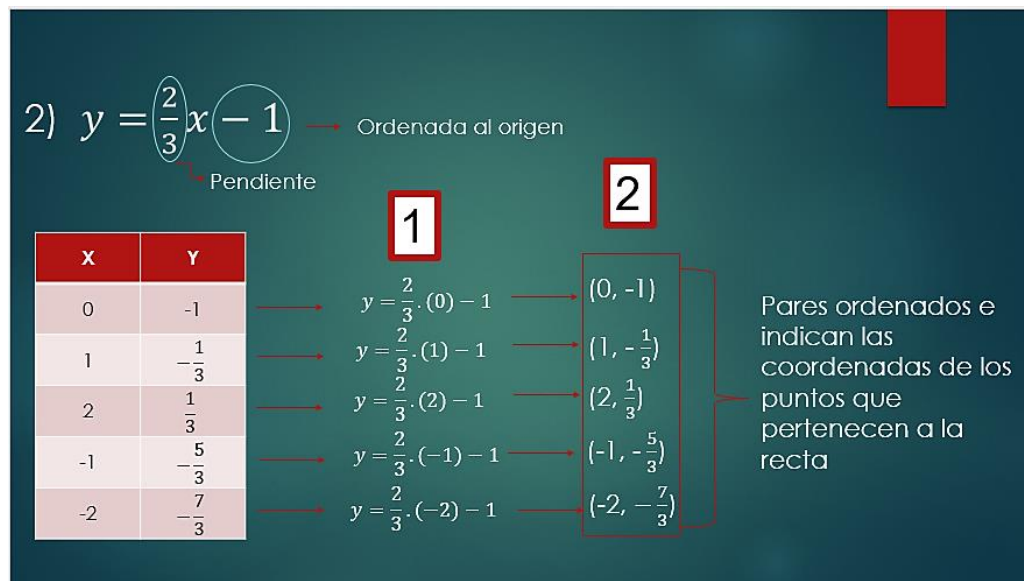 2) y = 2/3 x − 1
Ordenada al origen
Pendiente
1
2
X Y
0 -1
1 −1/3
2 1/3
-1 −5/3
-2 −7/3
y = 2/3 . (0) − 1
y = 2/3 . (1) − 1
y = 2/3 . (2) − 1
y = 2/3 . (−1) − 1
y = 2/3 . (−2) − 1
(0, -1)
(1, - 1/3)
(2, 1/3)
(-1, - 5/3)
(-2, − 7/3)
Pares ordenados e
indican las
coordenadas de los
puntos que
pertenecen a la
recta